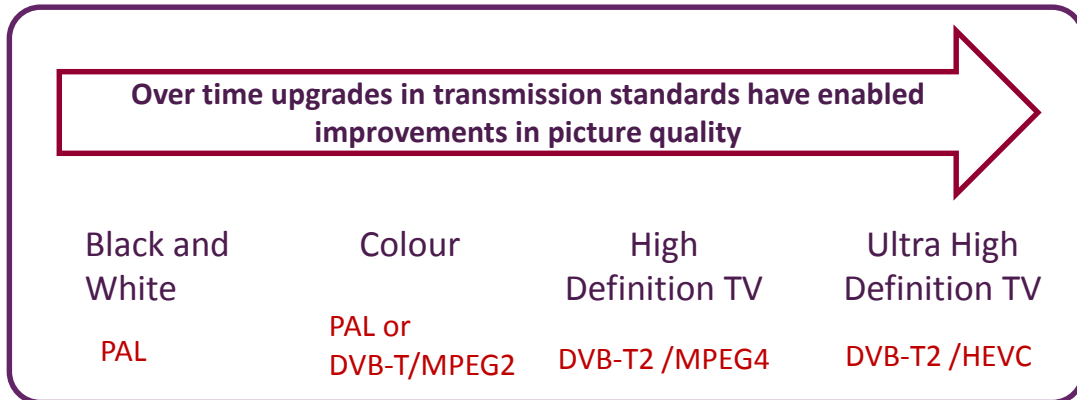 Over time upgrades in transmission standards have enabled
improvements in picture quality
Black and
White
Colour
High
Definition TV
Ultra High
Definition TV
PAL
PAL or
DVB-T/MPEG2
DVB-T2 /MPEG4
DVB-T2 /HEVC